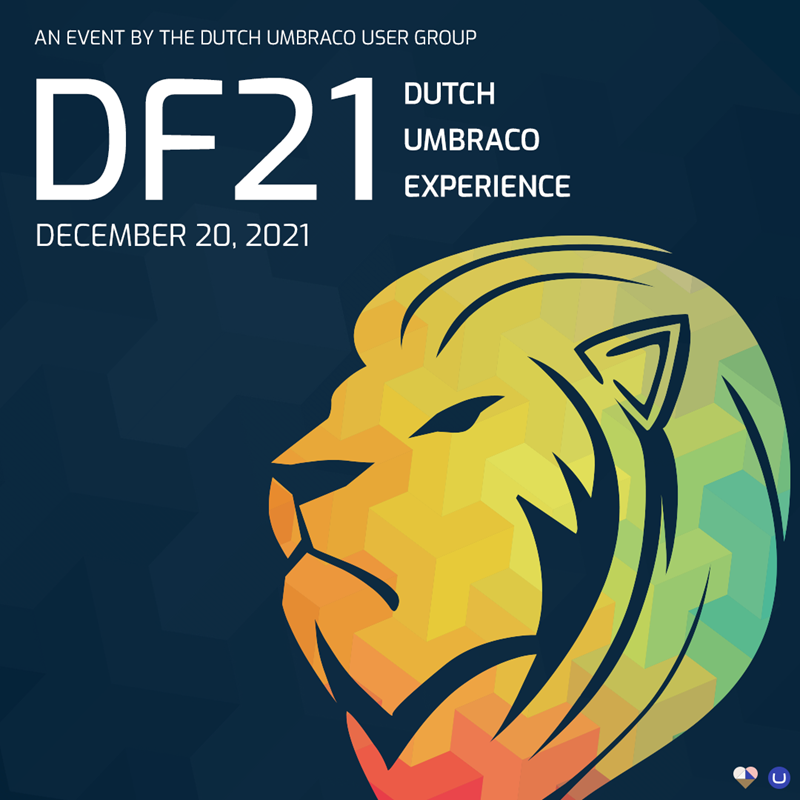 AN EVENT BY THE DUTCH UMBRACO USER GROUP
DF21
DUTCH
UMBRACO
EXPERIENCE
DECEMBER 20, 2021